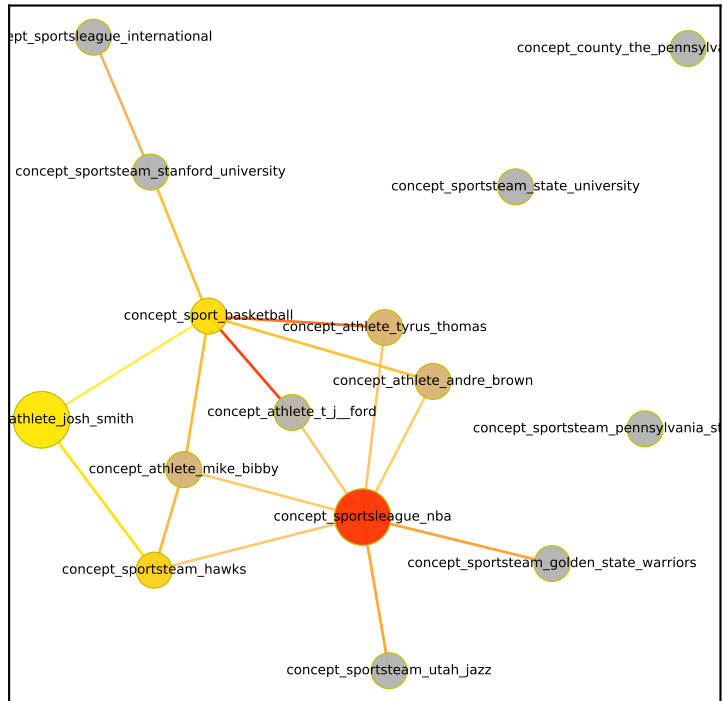 ept_sportsleague_international
concept_county_the_pennsylva
concept_sportsteam_stanford_university
concept_sportsteam_state_university
concept_sport_basketball
concept_athlete_tyrus_thomas
concept_athlete_andre_brown
concept_athlete_t_j__ford
athlete_josh_smith
concept_sportsteam_pennsylvania_st
concept_athlete_mike_bibby
concept_sportsleague_nba
concept_sportsteam_golden_state_warriors
concept_sportsteam_hawks
concept_sportsteam_utah_jazz